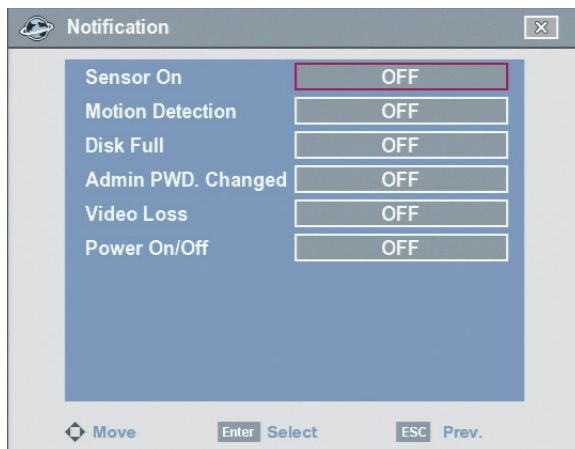 Notification
Sensor On OFF
Motion Detection OFF
Disk Full OFF
Admin PWD. Changed OFF
Video Loss OFF
Power On/Off OFF
Move Enter Select ESC Prev.